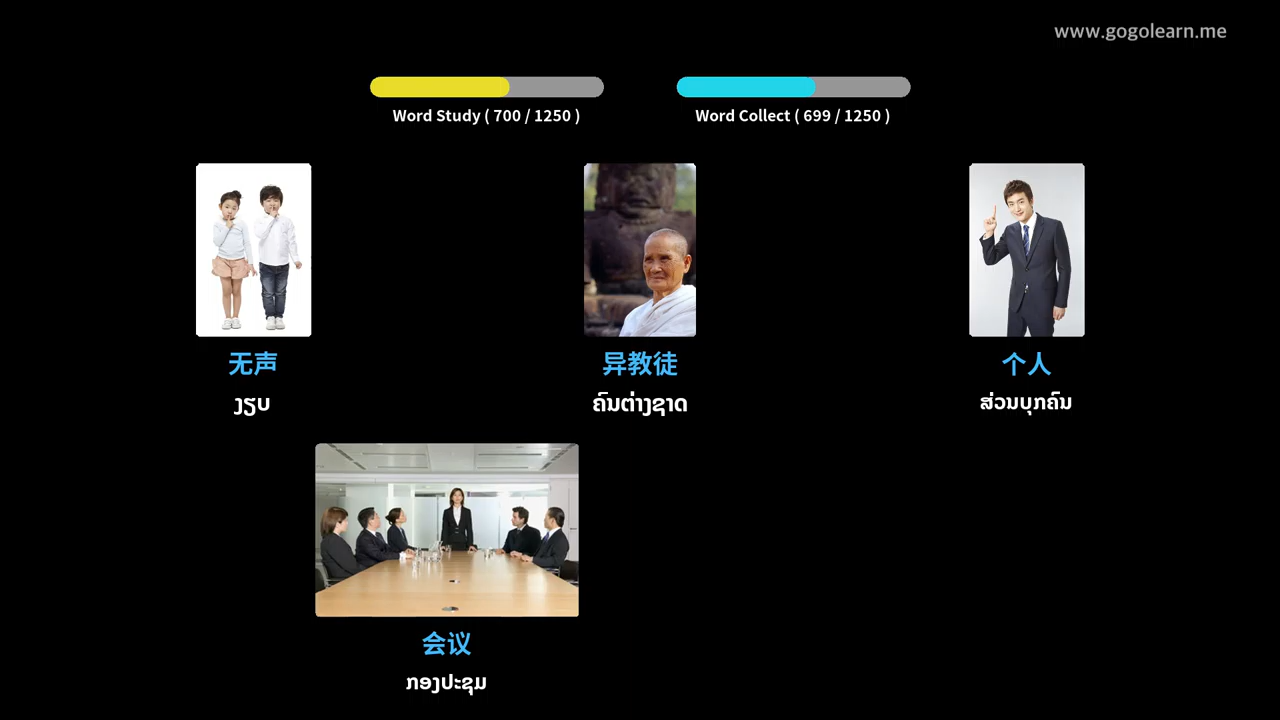 www.gogolearn.me
Word Study ( 700 / 1250 )
Word Collect ( 699 / 1250 )
无声
ງຽບ
异教徒
ຄົນຕ່າງຊາດ
个人
ສ່ວນບຸກຄົນ
会议
ກອງປະຊຸມ